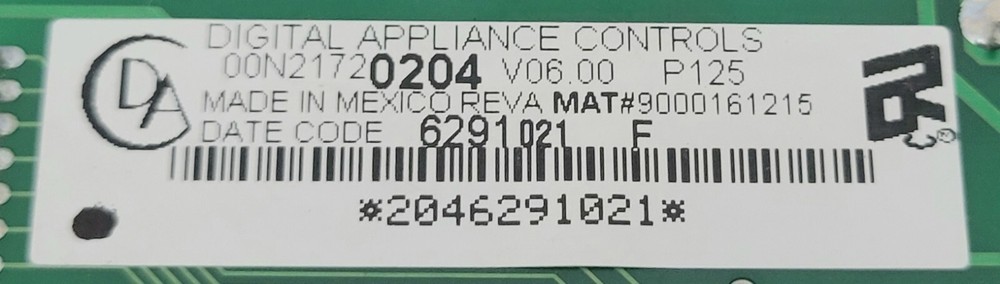 DIGITAL APPLIANCE CONTROLS
00N21720204 V06.00 P125
MADE IN MEXICO REVA MAT#9000161215
DATE CODE 6291021 F
*2046291021*